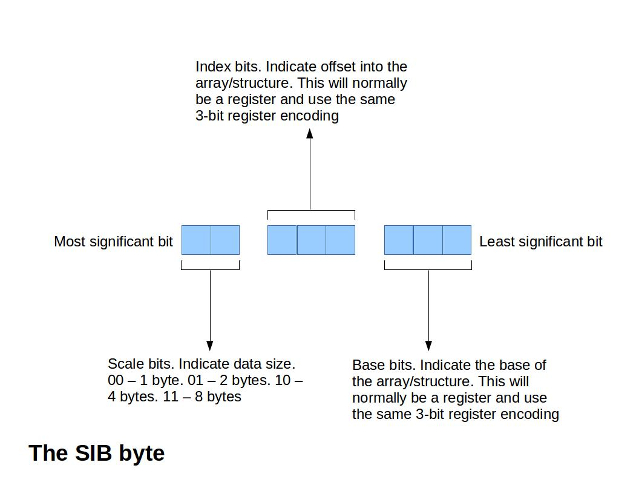 Index bits. Indicate offset into the
array/structure. This will normally
be a register and use the same
3-bit register encoding
Most significant bit
Least significant bit
Scale bits. Indicate data size.
00 – 1 byte. 01 – 2 bytes. 10 –
4 bytes. 11 – 8 bytes
Base bits. Indicate the base of
the array/structure. This will
normally be a register and use
the same 3-bit register encoding
The SIB byte